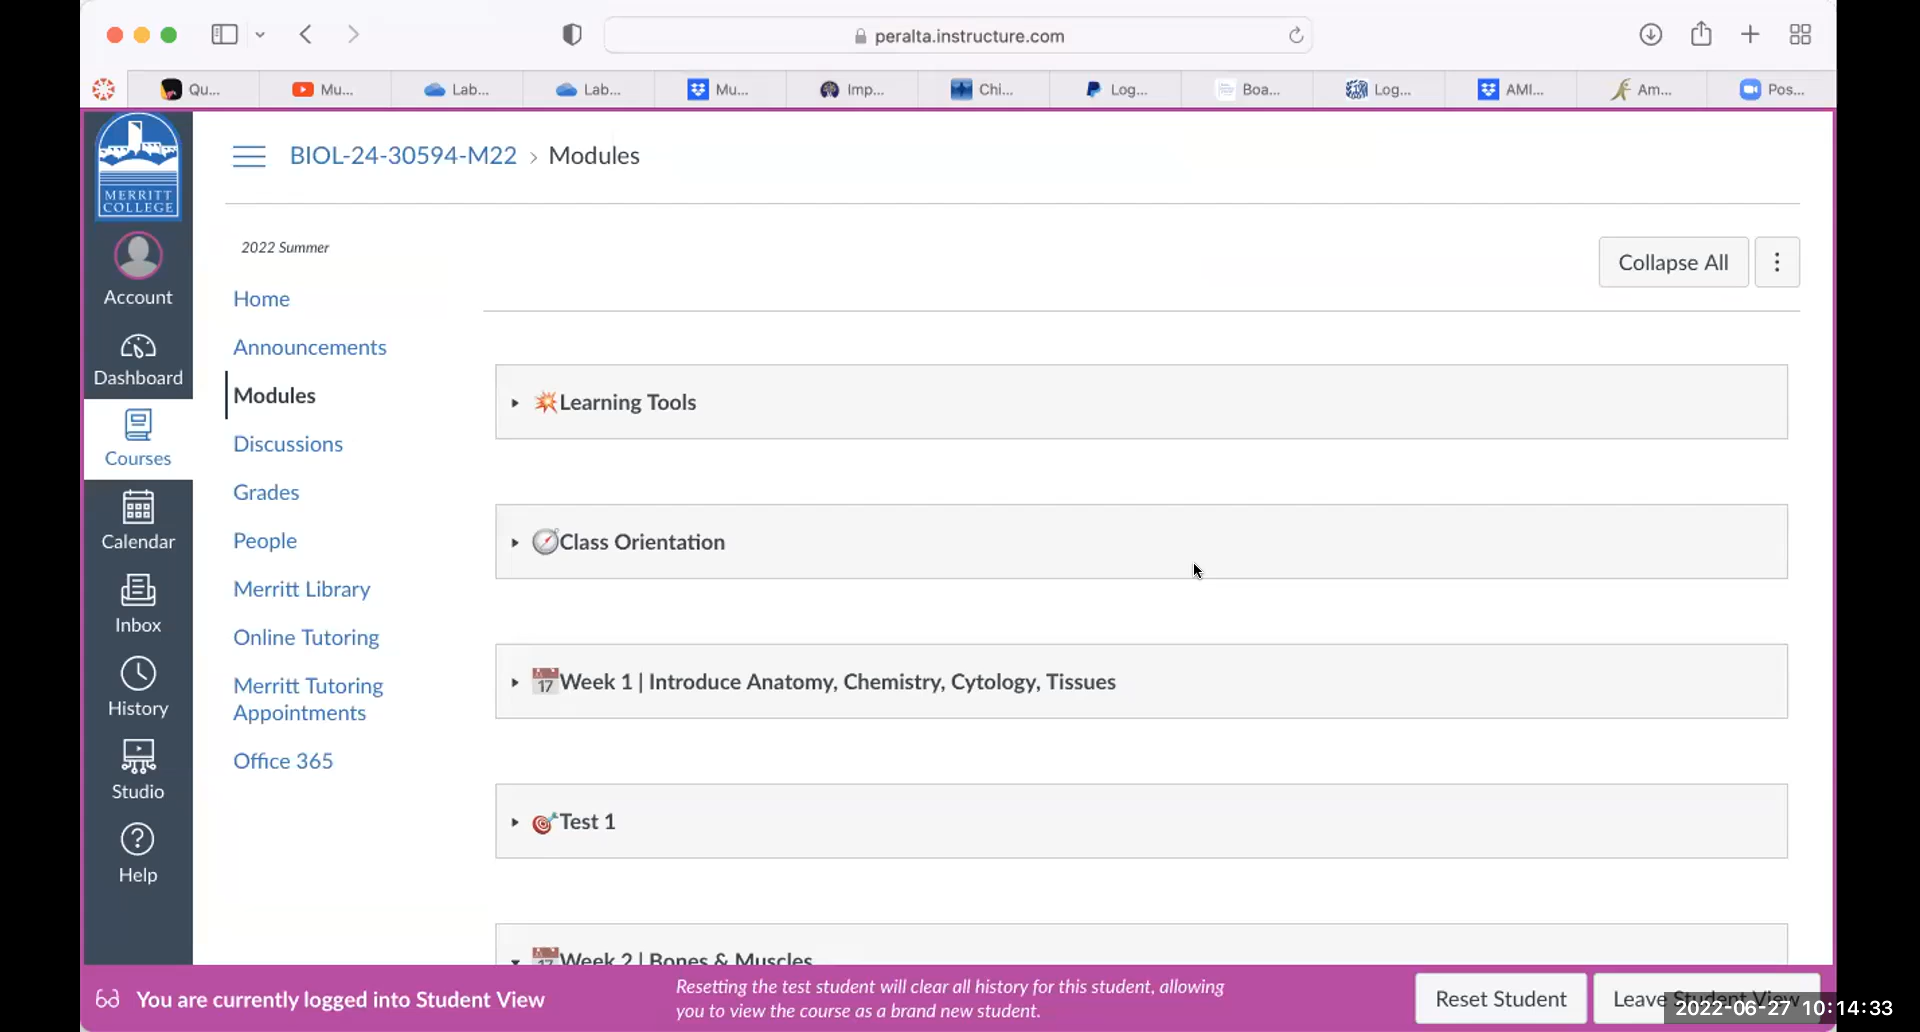 peralta.instructure.com
Qu...
Mu...
Lab...
Lab...
Mu...
Imp...
Chi...
Log...
Boa...
Log...
AMI...
Am...
Pos...
MERRITT
COLLEGE
Account
Dashboard
Courses
Calendar
Inbox
History
Studio
Help
BIOL-24-30594-M22 › Modules
2022 Summer
Home
Announcements
Modules
Discussions
Grades
People
Merritt Library
Online Tutoring
Merritt Tutoring
Appointments
Office 365
Collapse All
Learning Tools
Class Orientation
17 Week 1 | Introduce Anatomy, Chemistry, Cytology, Tissues
Test 1
17 Week 2 | Bones & Muscles
You are currently logged into Student View
Resetting the test student will clear all history for this student, allowing
you to view the course as a brand new student.
Reset Student
Leave Student View
2022-06-27 10:14:33